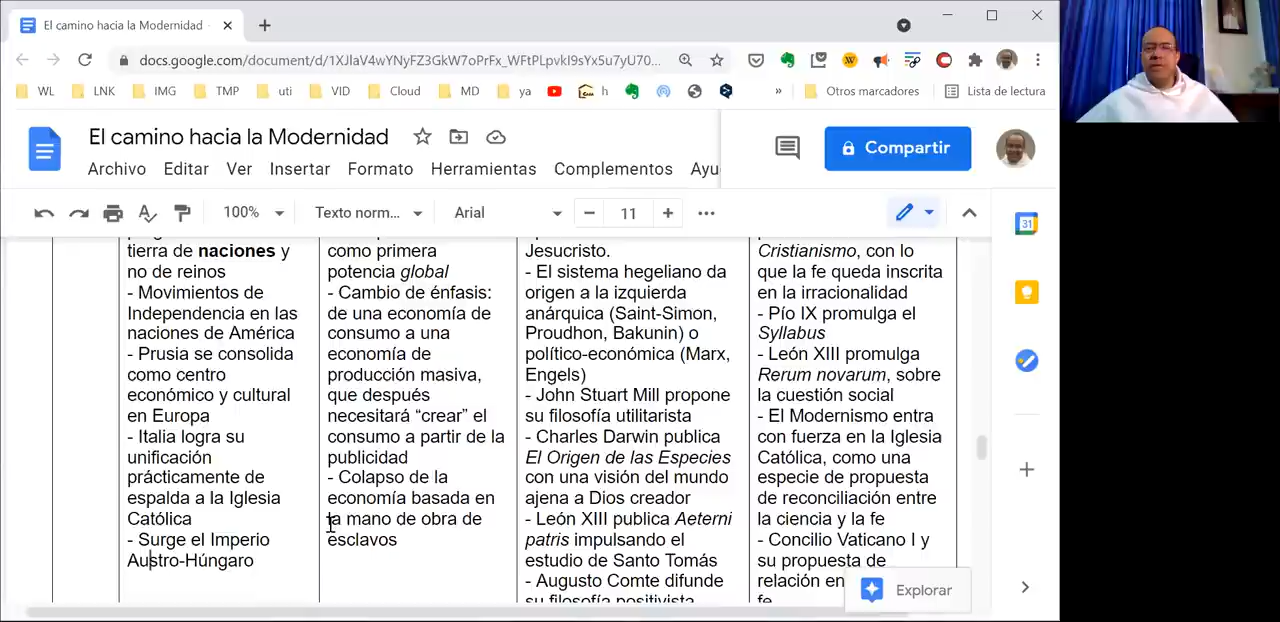 El camino hacia la Modernidad
docs.google.com/document/d/1XJlaV4wYNyFZ3GkW7oPrFx_WFtPLpvkI9sYx5u7yU70...
WL LNK IMG TMP uti VID Cloud MD ya h » Otros marcadores Lista de lectura
El camino hacia la Modernidad
Compartir
Archivo Editar Ver Insertar Formato Herramientas Complementos Ayu
100% Texto norm... Arial 11
31
tierra de naciones y
no de reinos
- Movimientos de
Independencia en las
naciones de América
- Prusia se consolida
como centro
económico y cultural
en Europa
- Italia logra su
unificación
prácticamente de
espalda a la Iglesia
Católica
- Surge el Imperio
Austro-Húngaro
como primera
potencia global
- Cambio de énfasis:
de una economía de
consumo a una
economía de
producción masiva,
que después
necesitará “crear” el
consumo a partir de la
publicidad
- Colapso de la
economía basada en
la mano de obra de
esclavos
Jesucristo.
- El sistema hegeliano da
origen a la izquierda
anárquica (Saint-Simon,
Proudhon, Bakunin) o
político-económica (Marx,
Engels)
- John Stuart Mill propone
su filosofía utilitarista
- Charles Darwin publica
El Origen de las Especies
con una visión del mundo
ajena a Dios creador
- León XIII publica Aeterni
patris impulsando el
estudio de Santo Tomás
- Augusto Comte difunde
su filosofía positivista
Cristianismo, con lo
que la fe queda inscrita
en la irracionalidad
- Pío IX promulga el
Syllabus
- León XIII promulga
Rerum novarum, sobre
la cuestión social
- El Modernismo entra
con fuerza en la Iglesia
Católica, como una
especie de propuesta
de reconciliación entre
la ciencia y la fe
- Concilio Vaticano I y
su propuesta de
relación en
fe
Explorar